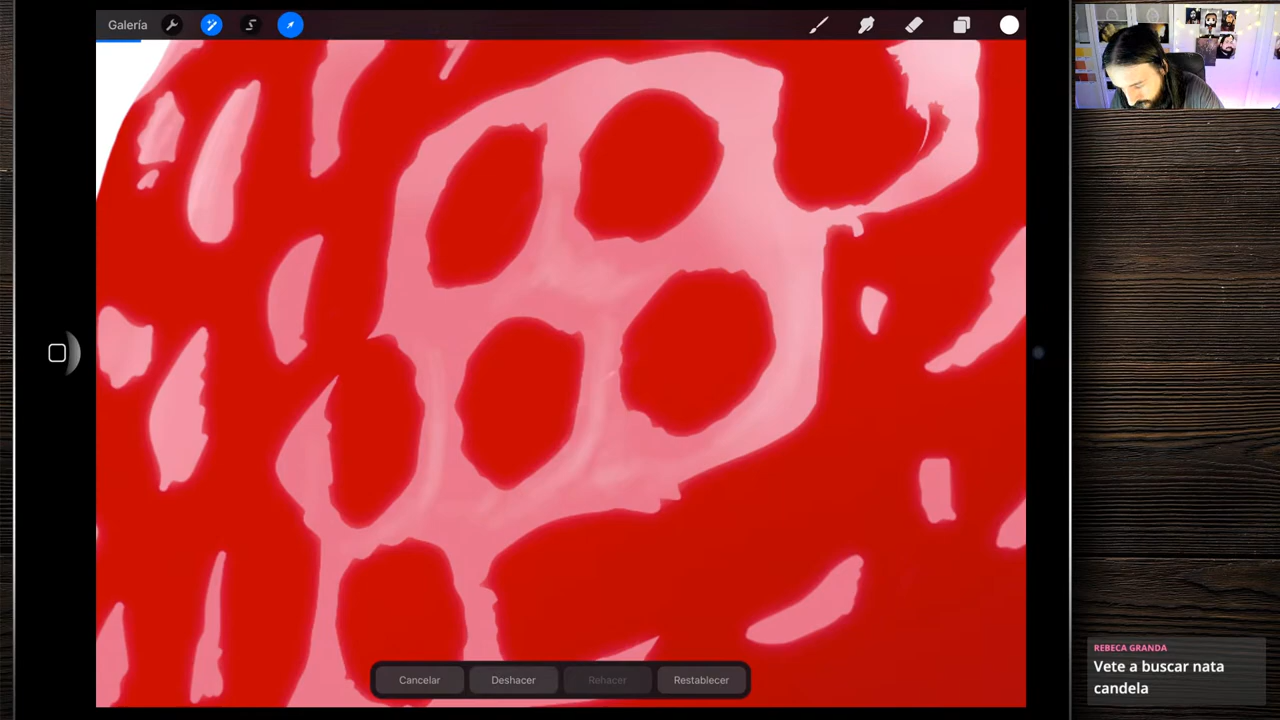 Galería
Cancelar
Deshacer
Rehacer
Restablecer
REBECA GRANDA
Vete a buscar nata
candela